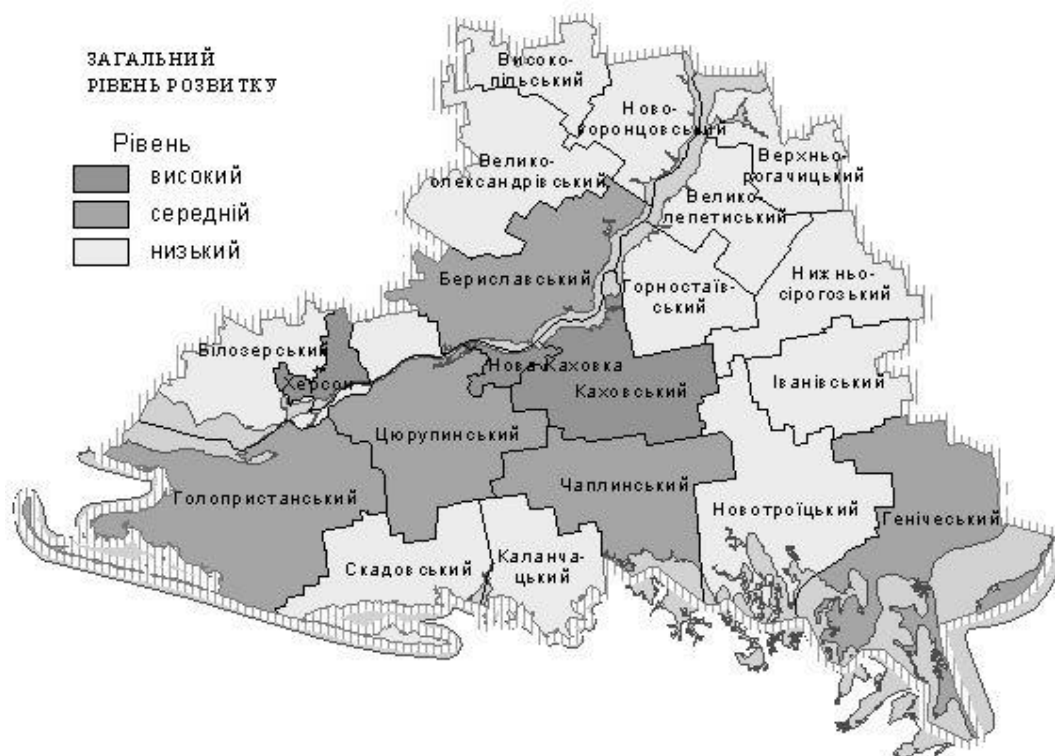 ЗАГАЛЬНИЙ
РІВЕНЬ РОЗВИТКУ
Рівень
високий
середній
низький
Високо-
пільський
Ново-
воронцовський
Велико-
олександрівський
Верхньо-
рогачицький
Велико-
лепетиський
Бериславський
Горностаїв-
ський
Нижньо-
сірогозький
Білозерський
Херсон
Нова Каховка
Каховський
Іванівський
Цюрупинський
Голопристанський
Чаплинський
Новотроїцький
Генічеський
Скадовський
Каланча-
цький